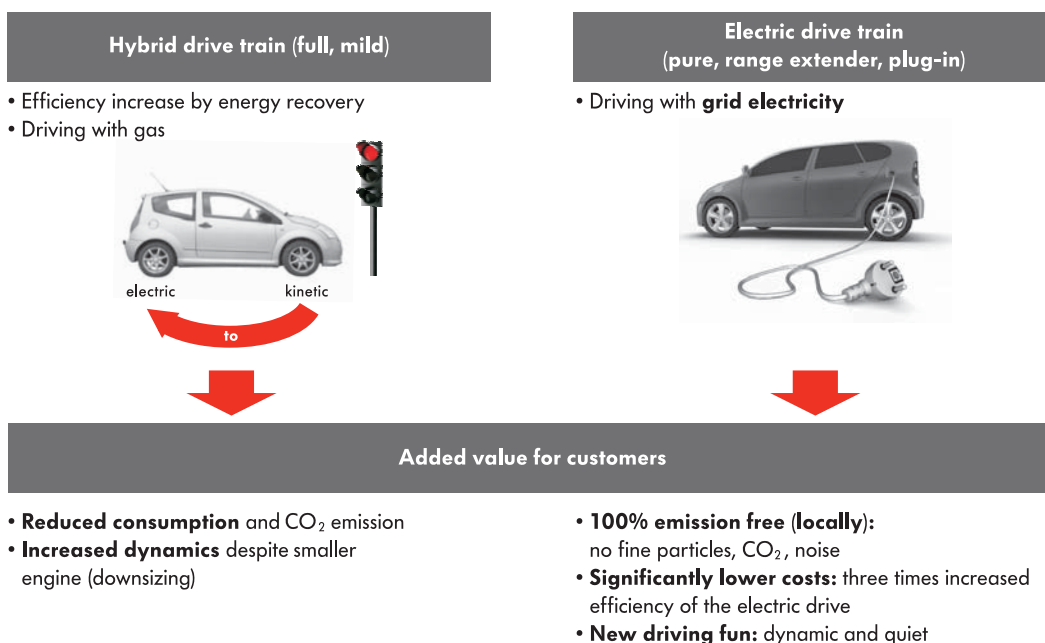 Hybrid drive train (full, mild)
• Efficiency increase by energy recovery
• Driving with gas
electric
kinetic
to
Electric drive train
(pure, range extender, plug-in)
• Driving with grid electricity
Added value for customers
• Reduced consumption and CO₂ emission
• Increased dynamics despite smaller
engine (downsizing)
• 100% emission free (locally):
no fine particles, CO₂, noise
• Significantly lower costs: three times increased
efficiency of the electric drive
• New driving fun: dynamic and quiet